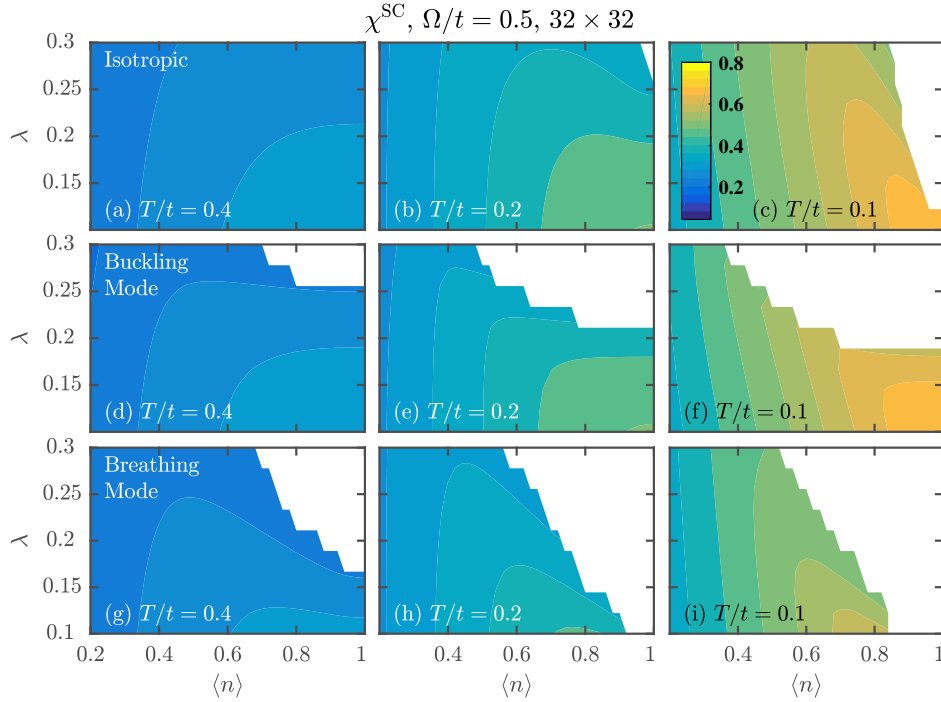 χ^SC, Ω/t = 0.5, 32 × 32
0.3
0.25
λ
0.2
0.15
Isotropic
(a) T/t = 0.4
(b) T/t = 0.2
0.8
0.6
0.4
0.2
(c) T/t = 0.1
0.3
0.25
λ
0.2
0.15
Buckling
Mode
(d) T/t = 0.4
(e) T/t = 0.2
(f) T/t = 0.1
0.3
0.25
λ
0.2
0.15
0.1
Breathing
Mode
(g) T/t = 0.4
(h) T/t = 0.2
(i) T/t = 0.1
0.2 0.4 0.6 0.8 1
0.4 0.6 0.8 1
0.4 0.6 0.8 1
⟨n⟩ ⟨n⟩ ⟨n⟩